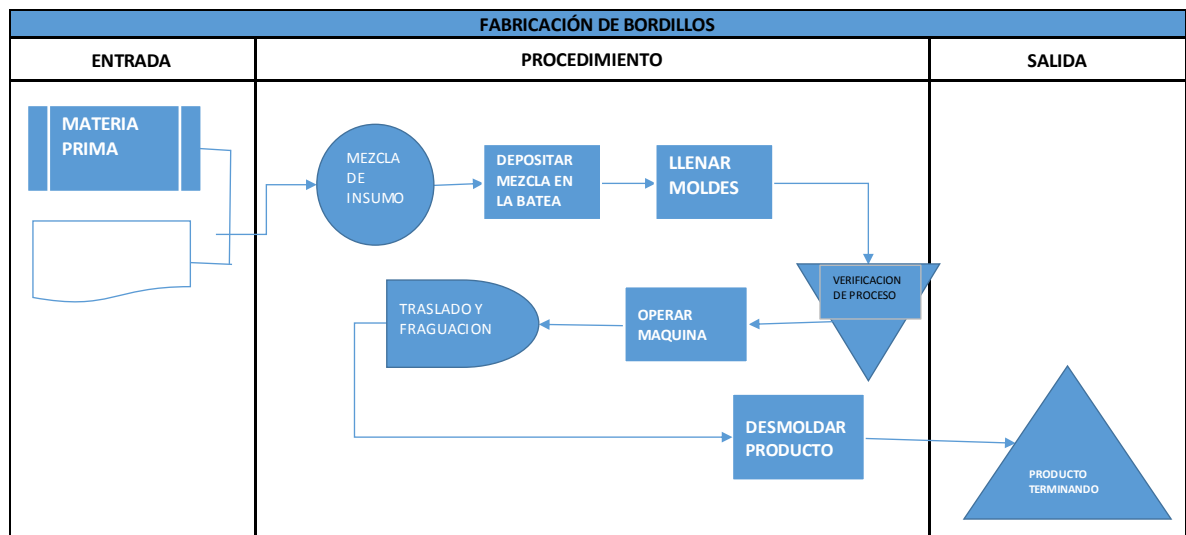 FABRICACIÓN DE BORDILLOS
ENTRADA
PROCEDIMIENTO
SALIDA
MATERIA
PRIMA
MEZCLA
DE
INSUMO
DEPOSITAR
MEZCLA EN
LA BATEA
LLENAR
MOLDES
VERIFICACION
DE PROCESO
OPERAR
MAQUINA
TRASLADO Y
FRAGUACION
DESMOLDAR
PRODUCTO
PRODUCTO
TERMINANDO